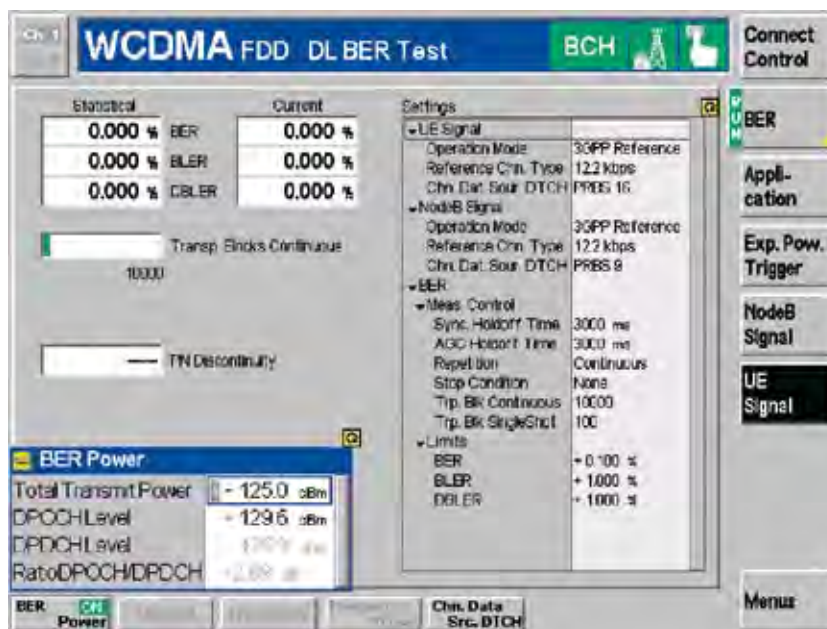 Ch. 1
WCDMA FDD DL BER Test
BCH
Connect Control
Statistical Current
0.000 % BER 0.000 %
0.000 % BLER 0.000 %
0.000 % DBLER 0.000 %
Transp. Blocks Continuous
10000
PN Discontinuity
Settings
UE Signal
Operation Mode 3GPP Reference
Reference Chn. Type 12.2 kbps
Chn. Dat. Sour. DTCH PRBS 16
NodeB Signal
Operation Mode 3GPP Reference
Reference Chn. Type 12.2 kbps
Chn. Dat. Sour. DTCH PRBS 9
BER
Meas. Control
Sync. Holdoff Time 3000 ms
AGC Holdoff Time 3000 ms
Repetition Continuous
Stop Condition None
Trp. Blk Continuous 10000
Trp. Blk SingleShot 100
Limits
BER + 0.100 %
BLER + 1.000 %
DBLER + 1.000 %
RUN
BER
Appli-
cation
Exp. Pow.
Trigger
NodeB
Signal
UE
Signal
Menus
BER Power
Total Transmit Power - 125.0 dBm
DPCCH Level - 129.6 dBm
DPDCH Level
Ratio DPCCH/DPDCH
BER Power ON
Chn. Data
Src. DTCH